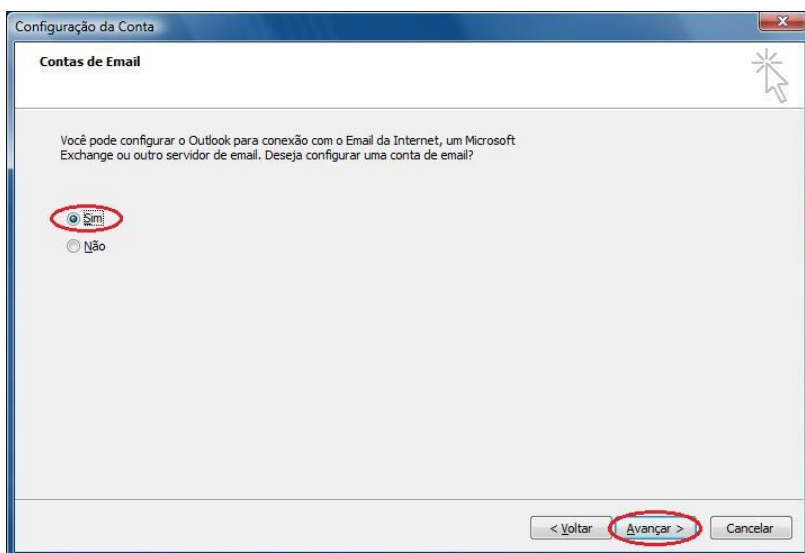 Configuração da Conta
Contas de Email
Você pode configurar o Outlook para conexão com o Email da Internet, um Microsoft
Exchange ou outro servidor de email. Deseja configurar uma conta de email?
Sim
Não
< Voltar Avançar > Cancelar